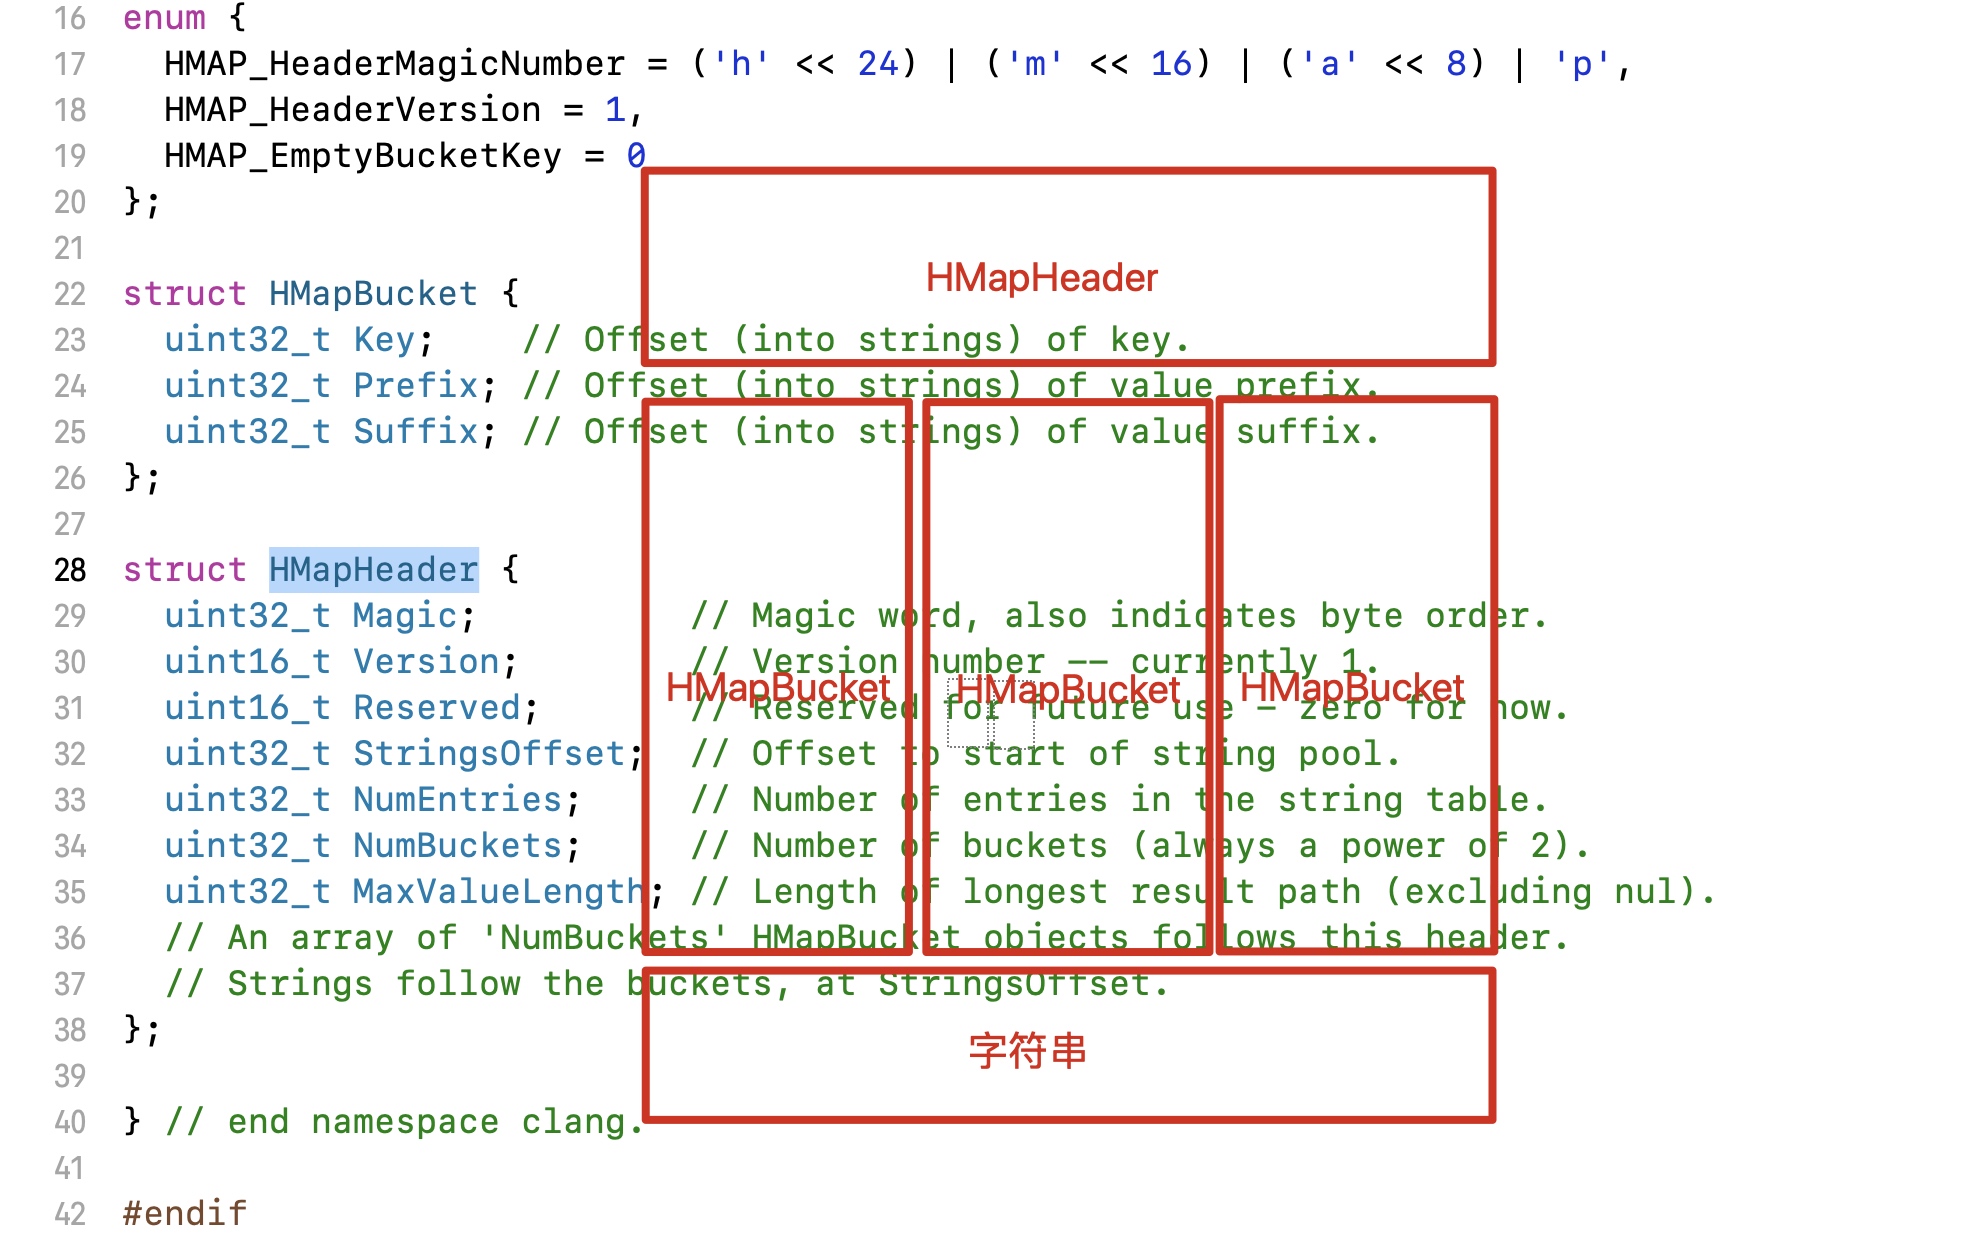 16 enum {
17 HMAP_HeaderMagicNumber = ('h' << 24) | ('m' << 16) | ('a' << 8) | 'p',
18 HMAP_HeaderVersion = 1,
19 HMAP_EmptyBucketKey = 0
20 };
21
HMapHeader
22 struct HMapBucket {
23 uint32_t Key; // Offset (into strings) of key.
24 uint32_t Prefix; // Offset (into strings) of value prefix.
25 uint32_t Suffix; // Offset (into strings) of value suffix.
26 };
27
28 struct HMapHeader {
29 uint32_t Magic; // Magic word, also indicates byte order.
30 uint16_t Version; // Version number -- currently 1.
HMapBucket HMapBucket HMapBucket
31 uint16_t Reserved; // Reserved for future use - zero for now.
32 uint32_t StringsOffset; // Offset to start of string pool.
33 uint32_t NumEntries; // Number of entries in the string table.
34 uint32_t NumBuckets; // Number of buckets (always a power of 2).
35 uint32_t MaxValueLength; // Length of longest result path (excluding nul).
36 // An array of 'NumBuckets' HMapBucket objects follows this header.
37 // Strings follow the buckets, at StringsOffset.
38 };
字符串
39
40 } // end namespace clang.
41
42 #endif